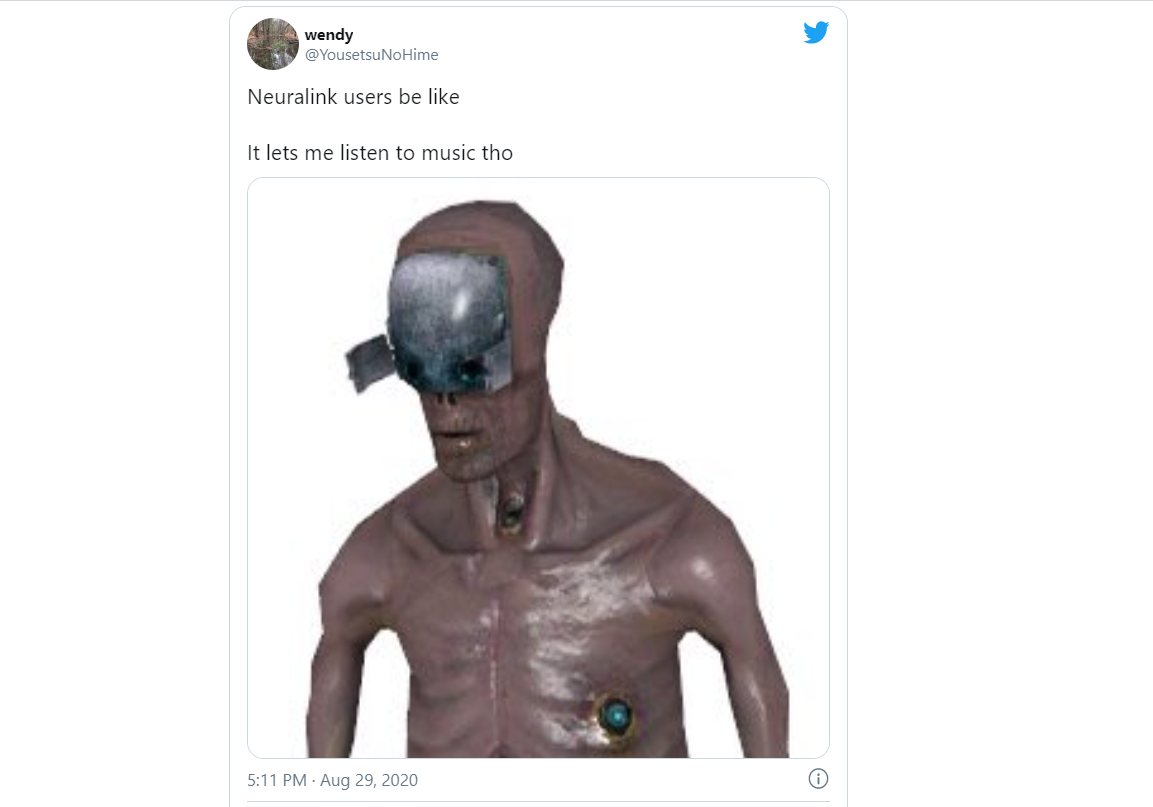 wendy
@YousetsuNoHime
Neuralink users be like
It lets me listen to music tho
5:11 PM · Aug 29, 2020